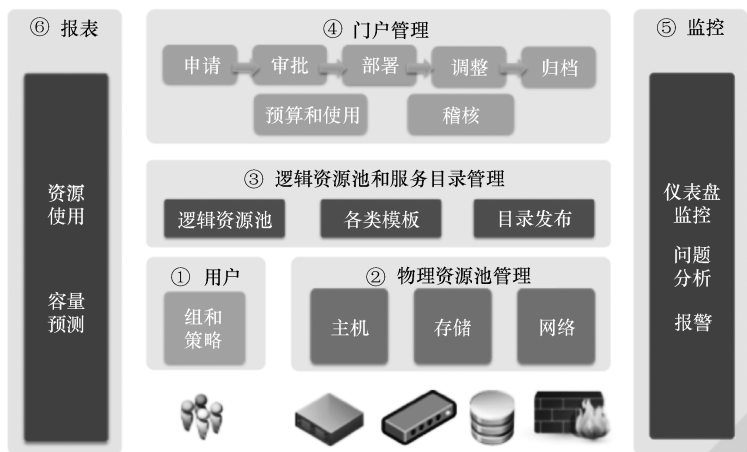 ⑥ 报表
资源
使用
容量
预测
④ 门户管理
申请
审批
部署
调整
归档
预算和使用
稽核
③ 逻辑资源池和服务目录管理
逻辑资源池
各类模板
目录发布
① 用户
组和
策略
② 物理资源池管理
主机
存储
网络
⑤ 监控
仪表盘
监控
问题
分析
报警